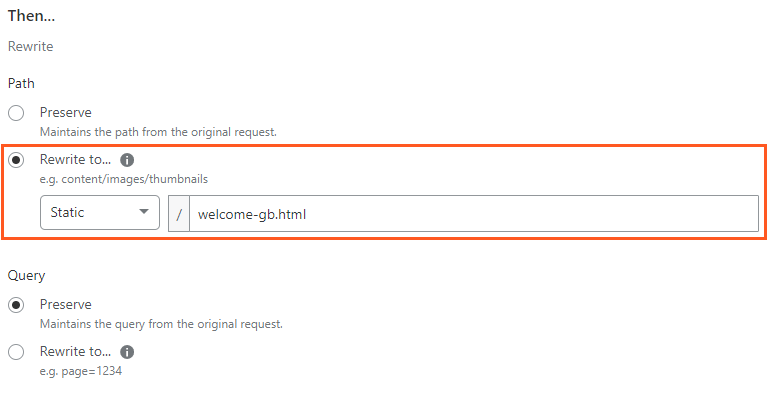 Then...
Rewrite
Path
Preserve
Maintains the path from the original request.
Rewrite to...
e.g. content/images/thumbnails
Static / welcome-gb.html
Query
Preserve
Maintains the query from the original request.
Rewrite to...
e.g. page=1234